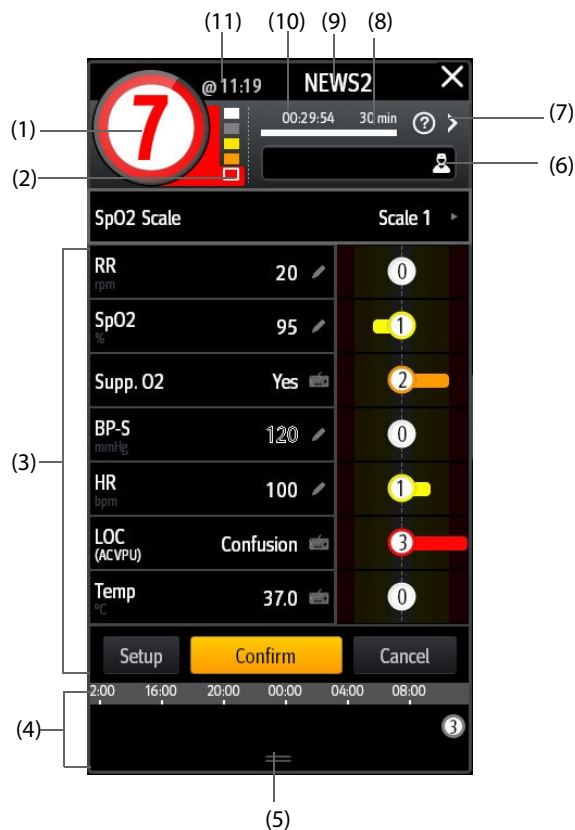 (11) (10) (9) (8)
@ 11:19 NEWS2
(1) 7 00:29:54 30 min ? (7)
(2) (6)
SpO2 Scale Scale 1
(3)
RR 20 0
rpm
SpO2 95 1
%
Supp. O2 Yes 2
BP-S 120 0
mmHg
HR 100 1
bpm
LOC Confusion 3
(ACVPU)
Temp 37.0 0
°C
Setup Confirm Cancel
2:00 16:00 20:00 00:00 04:00 08:00
(4) 3
(5)